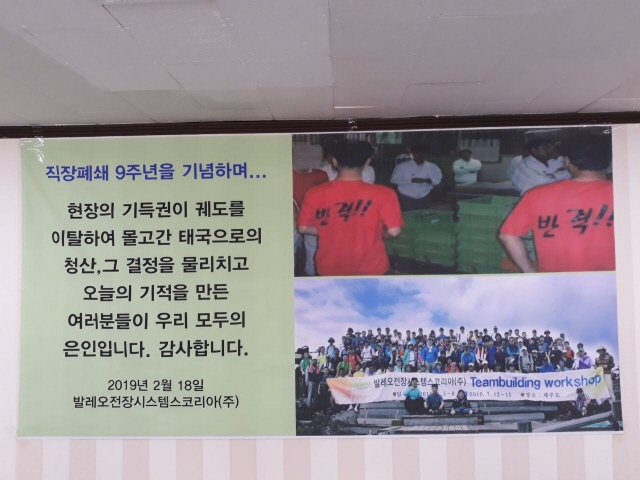 직장폐쇄 9주년을 기념하며...
현장의 기득권이 궤도를
이탈하여 몰고간 태국으로의
청산,그 결정을 물리치고
오늘의 기적을 만든
여러분들이 우리 모두의
은인입니다. 감사합니다.
2019년 2월 18일
발레오전장시스템스코리아(주)
반격!!
반격!!
발레오전장시스템스코리아(주) Teambuilding workshop